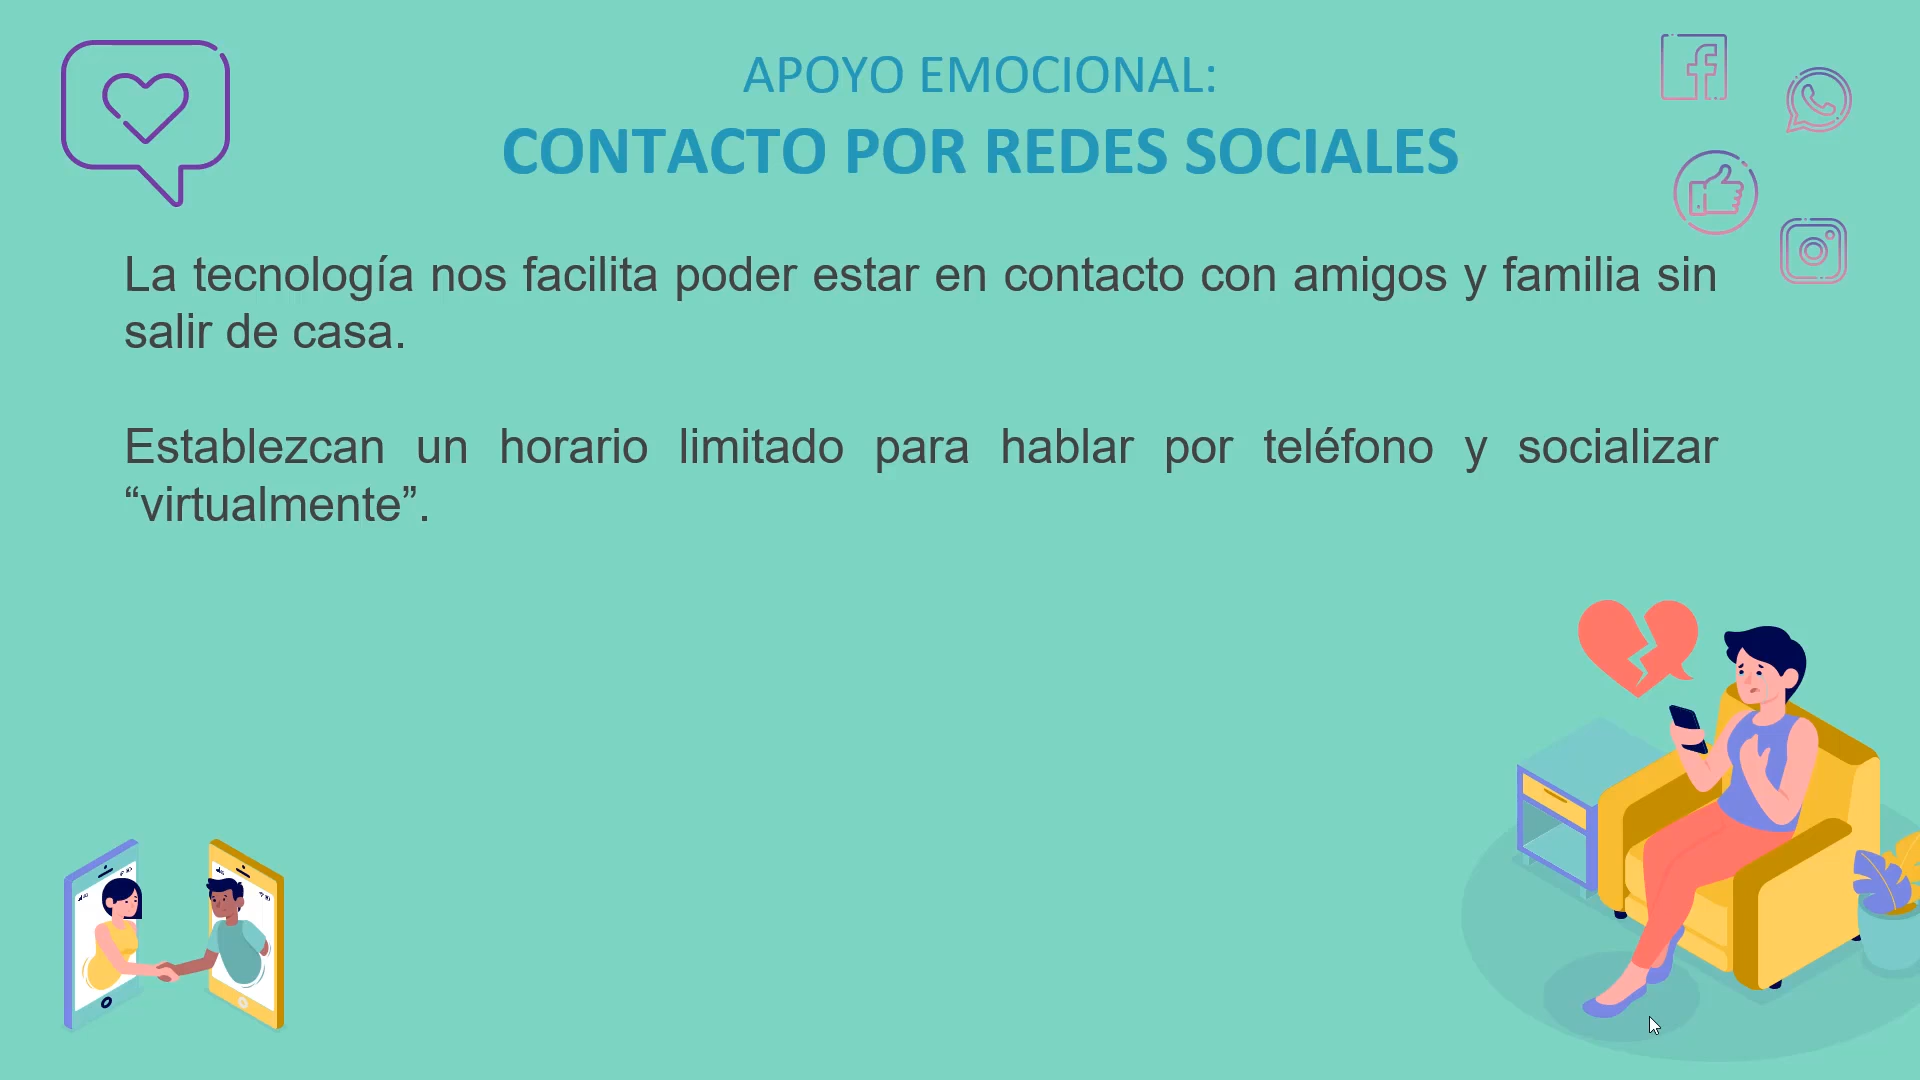 APOYO EMOCIONAL:
CONTACTO POR REDES SOCIALES
La tecnología nos facilita poder estar en contacto con amigos y familia sin
salir de casa.
Establezcan un horario limitado para hablar por teléfono y socializar
“virtualmente”.